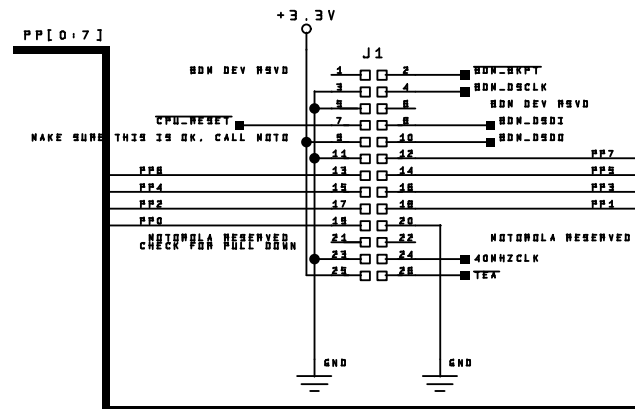 +3.3V
PP[0:7]
J1
BDM DEV RSVD 1 2 BDM_BKPT
3 4 BDM_DSCLK
5 6 BDM DEV RSVD
CPU_RESET 7 8 BDM_DSDI
MAKE SURE THIS IS OK, CALL MOTO 9 10 BDM_DSDO
11 12 PP7
PP6 13 14 PP5
PP4 15 16 PP3
PP2 17 18 PP1
PP0 19 20
MOTOROLA RESERVED 21 22 MOTOROLA RESERVED
CHECK FOR PULL DOWN
23 24 40MHZCLK
25 26 TEA
GND GND